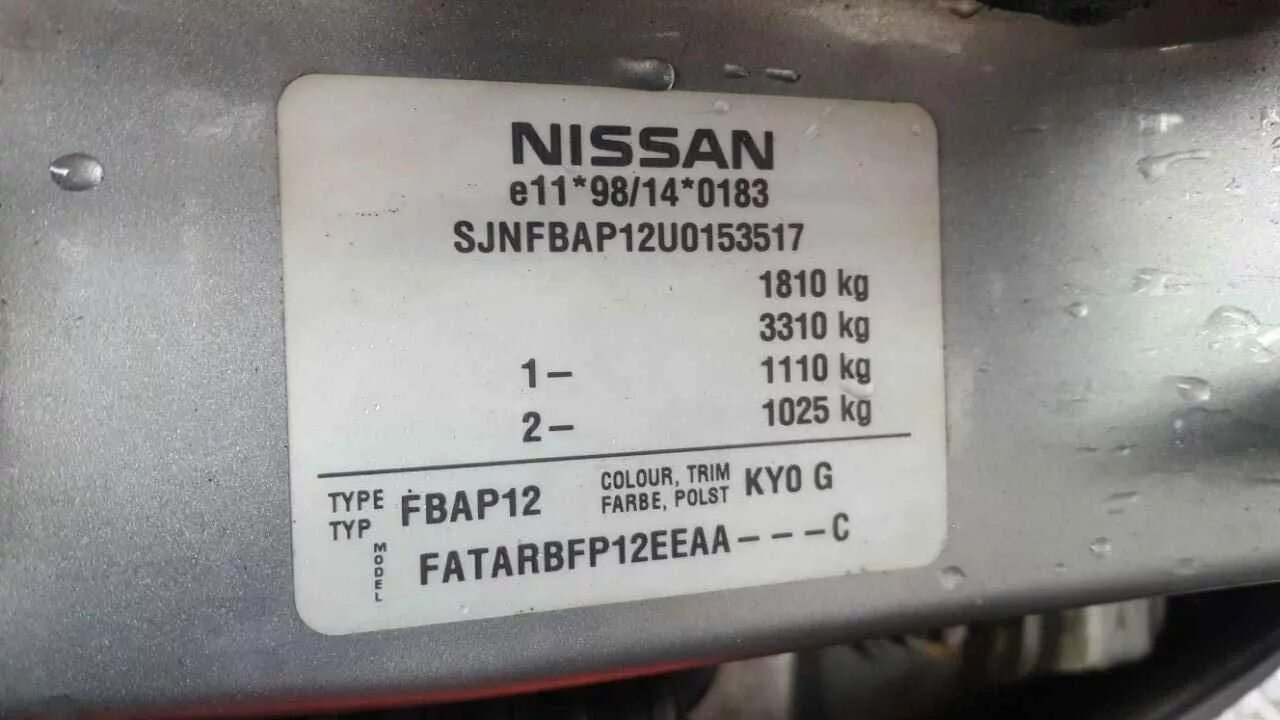 NISSAN
e11*98/14*0183
SJNFBAP12U0153517
1810 kg
3310 kg
1– 1110 kg
2– 1025 kg
TYPE
TYP
FBAP12
COLOUR, TRIM
FARBE, POLST
KY0 G
MODEL
FATARBFP12EEAA–––C